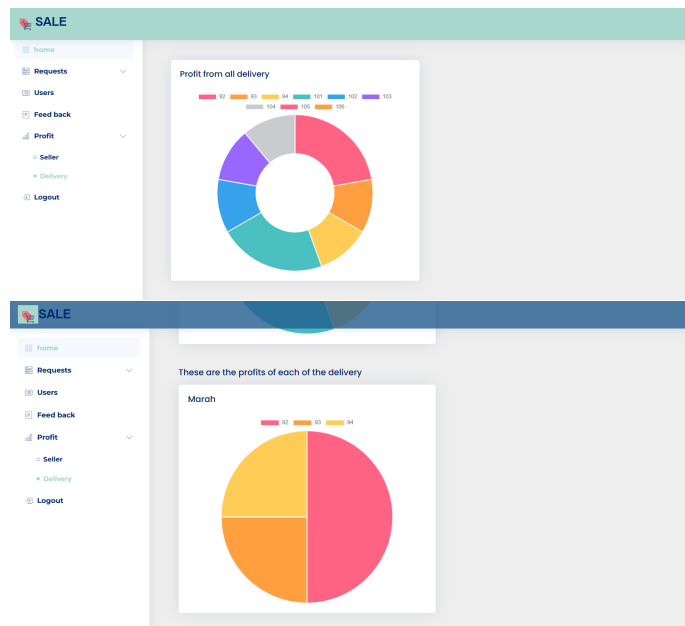 SALE
home
Requests
Users
Feed back
Profit
Seller
Delivery
Logout
Profit from all delivery
92 93 94 101 102 103
104 105 106
SALE
home
Requests
Users
Feed back
Profit
Seller
Delivery
Logout
These are the profits of each of the delivery
Marah
92 93 94